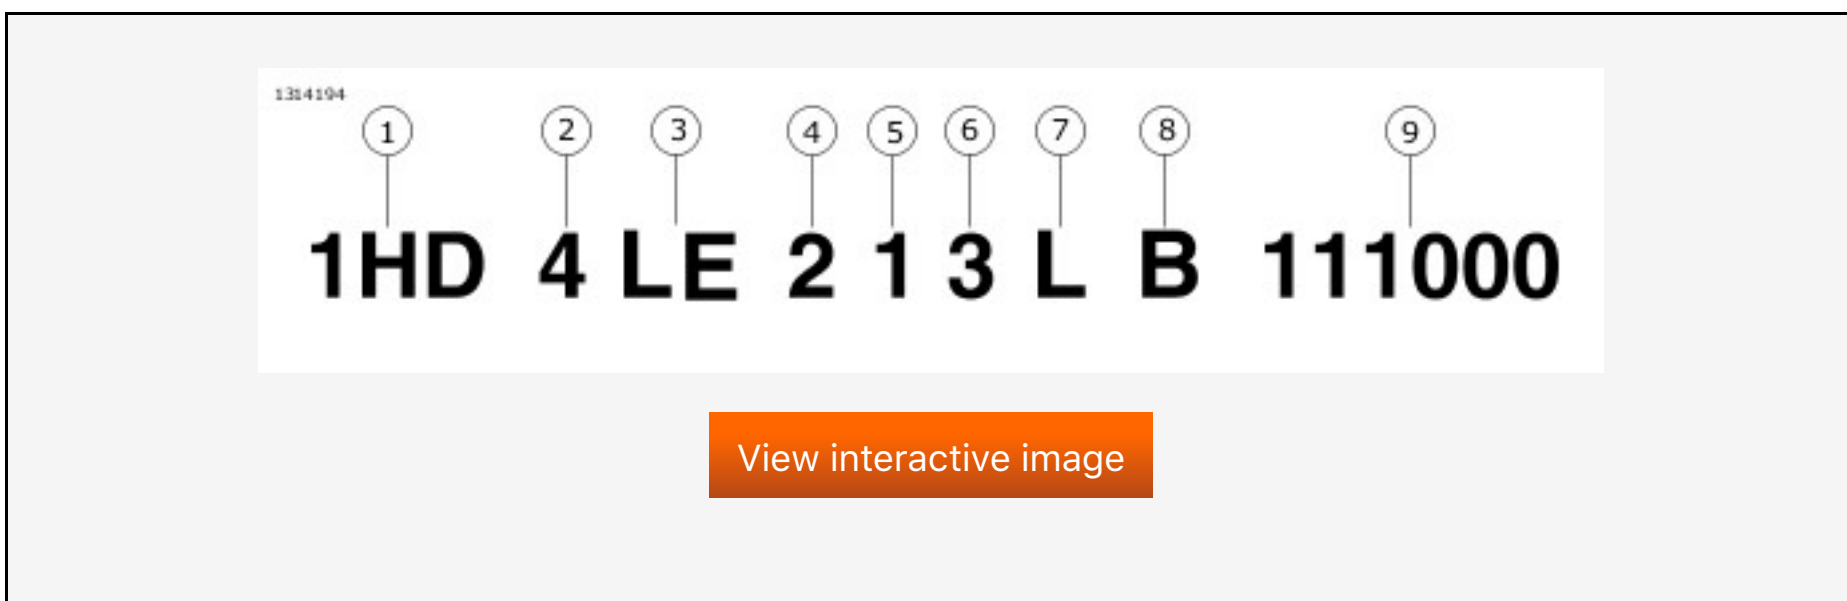 1314194
1 2 3 4 5 6 7 8 9
1HD 4 LE 2 1 3 L B 111000
View interactive image